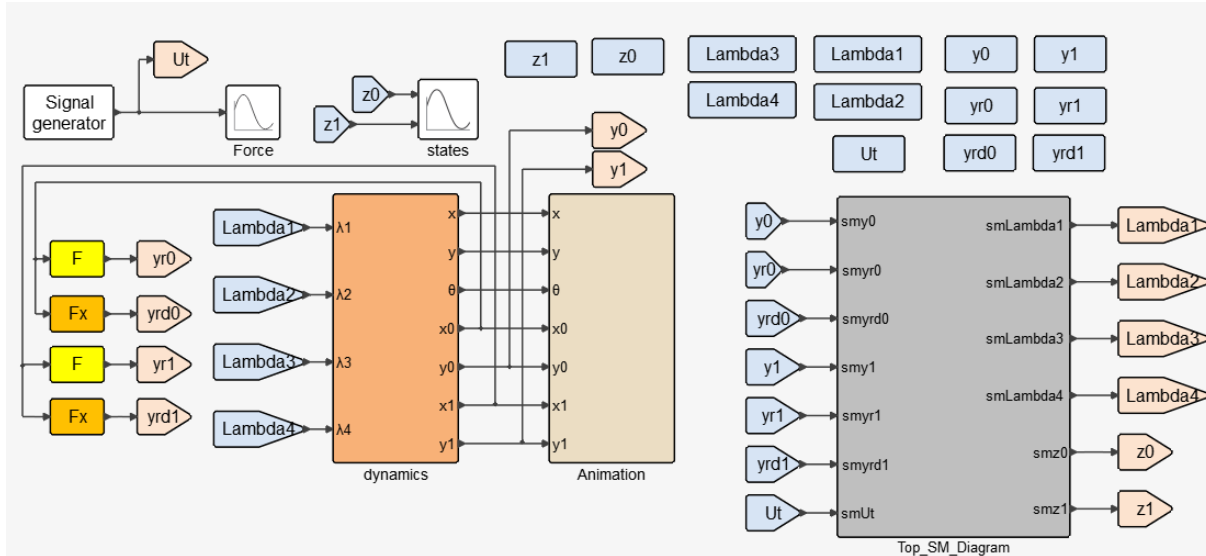 Ut
Signal
generator
Force
z0
z1
states
z1
z0
Lambda3
Lambda1
y0
y1
Lambda4
Lambda2
yr0
yr1
Ut
yrd0
yrd1
y0
y1
F
yr0
Fx
yrd0
F
yr1
Fx
yrd1
Lambda1
Lambda2
Lambda3
Lambda4
λ1
λ2
λ3
λ4
x
y
θ
x0
y0
x1
y1
dynamics
x
y
θ
x0
y0
x1
y1
Animation
y0
yr0
yrd0
y1
yr1
yrd1
Ut
smy0
smyr0
smyrd0
smy1
smyr1
smyrd1
smUt
smLambda1
smLambda2
smLambda3
smLambda4
smz0
smz1
Lambda1
Lambda2
Lambda3
Lambda4
z0
z1
Top_SM_Diagram